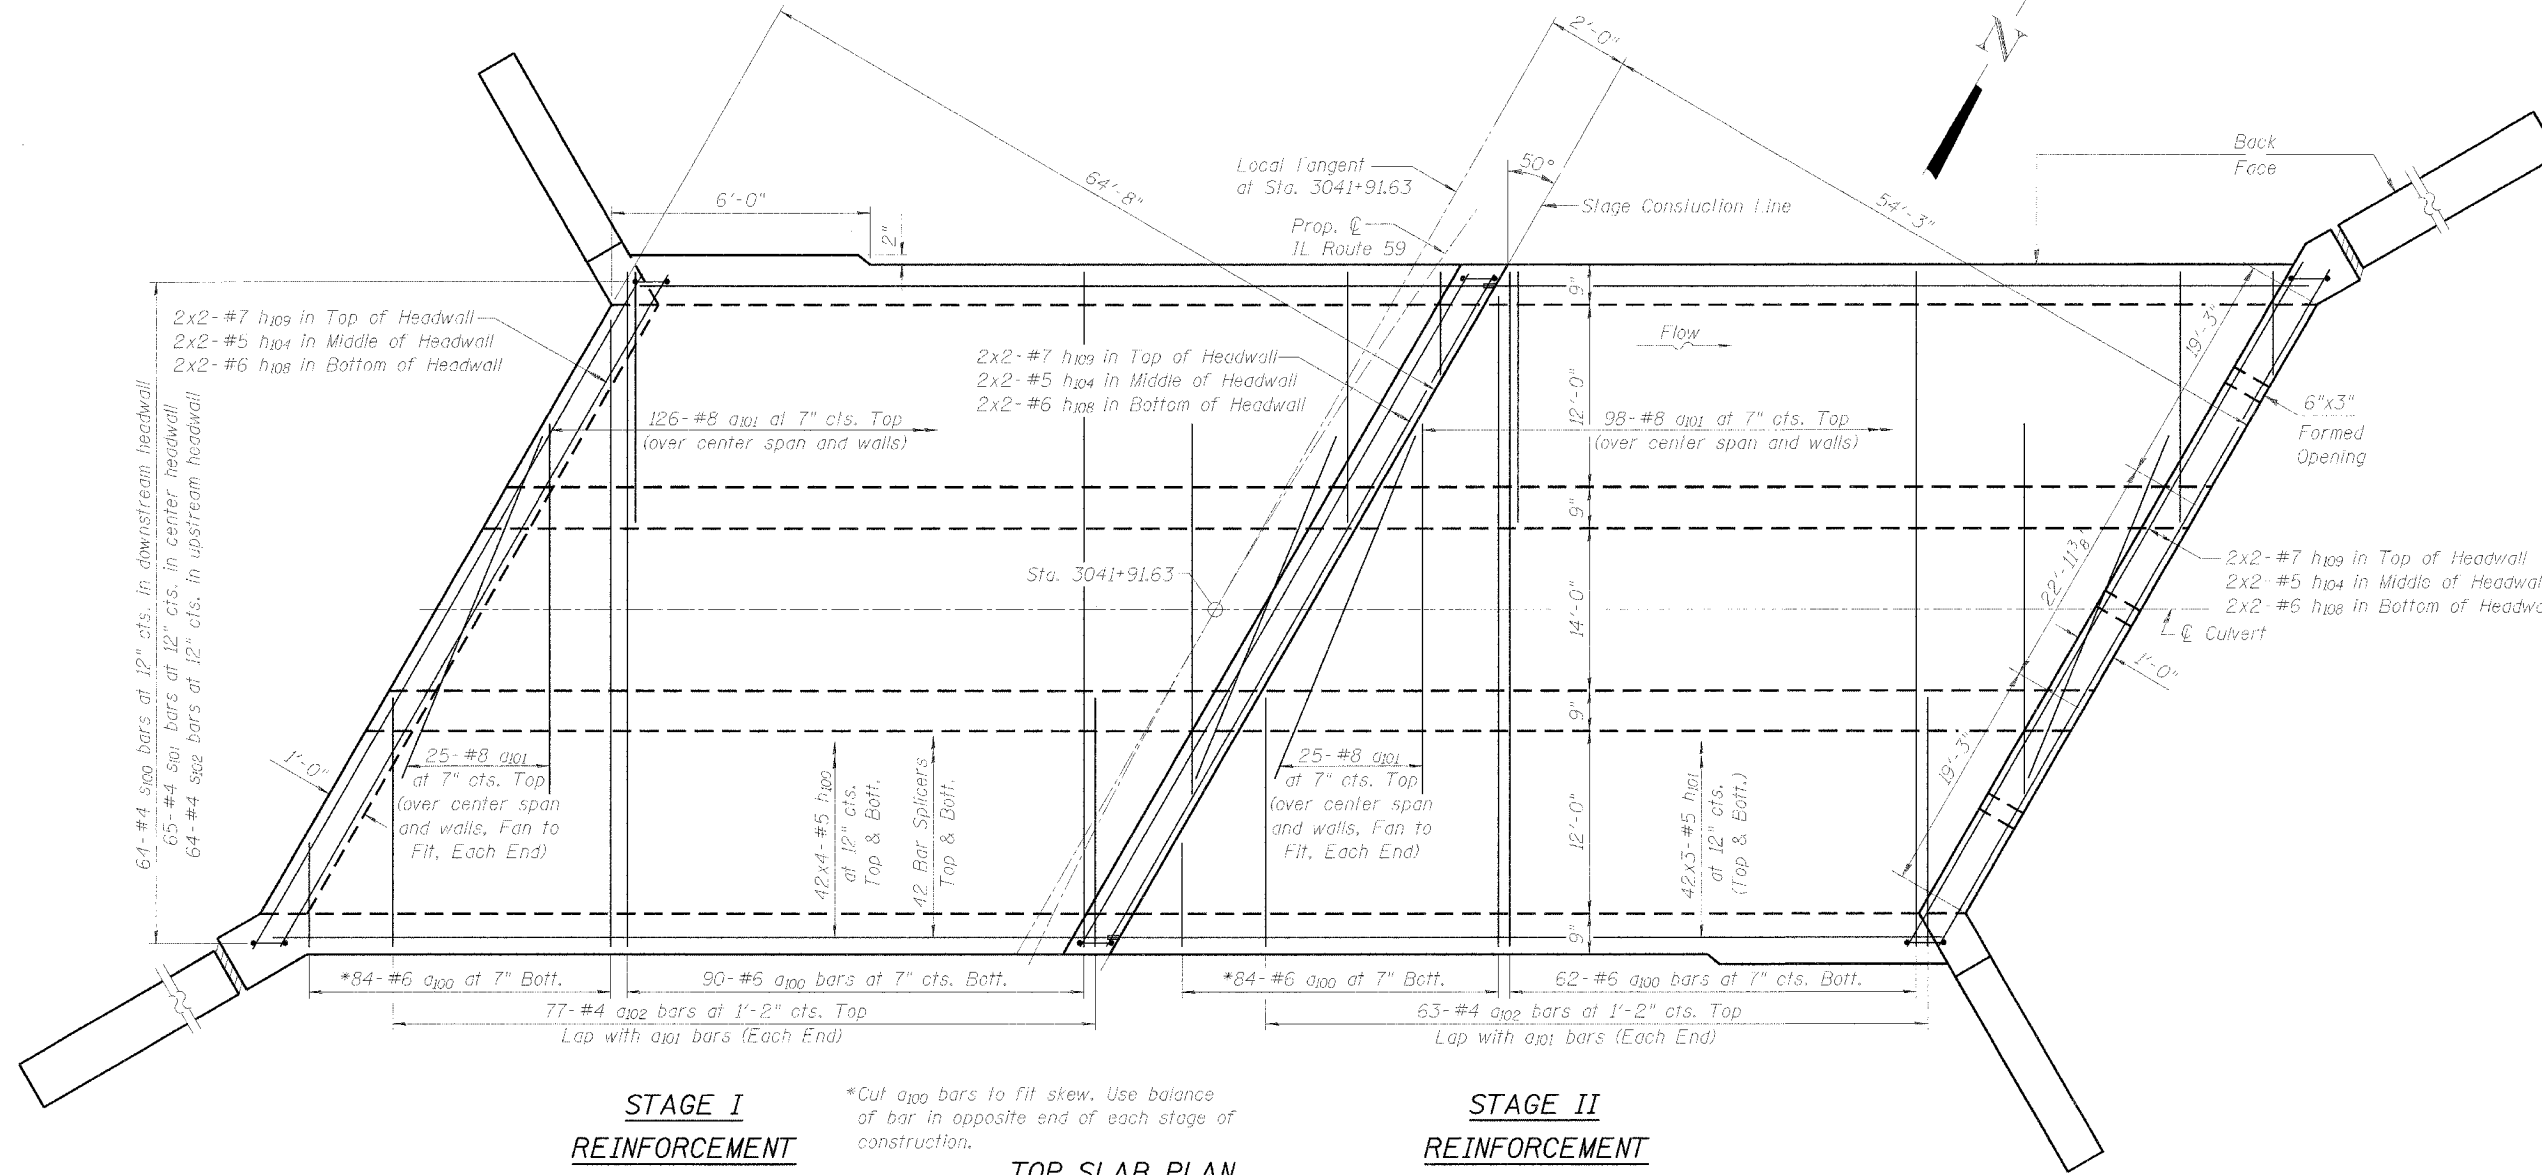 2'-0"
N
Local Tangent
at Sta. 3041+91.63
50°
Back
Face
64'-8"
54'-3"
6'-0"
2"
Stage Constuction Line
Prop. ℄
IL Route 59
9"
19'-3"
Flow
2x2-#7 h109 in Top of Headwall
2x2-#5 h104 in Middle of Headwall
2x2-#6 h108 in Bottom of Headwall
2x2-#7 h109 in Top of Headwall
2x2-#5 h104 in Middle of Headwall
2x2-#6 h108 in Bottom of Headwall
12'-0"
6"x3"
Formed
Opening
126-#8 a101 at 7" cts. Top
(over center span and walls)
98-#8 a101 at 7" cts. Top
(over center span and walls)
64-#4 s100 bars at 12" cts. in downstream headwall
65-#4 s101 bars at 12" cts. in center headwall
64-#4 s102 bars at 12" cts. in upstream headwall
9"
22'-11 3/8"
2x2-#7 h109 in Top of Headwall
2x2-#5 h104 in Middle of Headwal
2x2-#6 h108 in Bottom of Headwa
Sta. 3041+91.63
14'-0"
℄ Culvert
1'-0"
9"
19'-3"
1'-0"
25-#8 a101
at 7" cts. Top
(over center span
and walls, Fan to
Fit, Each End)
42x4-#5 h100
at 12" cts.
Top & Bott.
42 Bar Splicers
Top & Bott.
25-#8 a101
at 7" cts. Top
(over center span
and walls, Fan to
Fit, Each End)
12'-0"
42x3-#5 h101
at 12" cts.
(Top & Bott.)
9"
*84-#6 a100 at 7" Bott.
90-#6 a100 bars at 7" cts. Bott.
*84-#6 a100 at 7" Bott.
62-#6 a100 bars at 7" cts. Bott.
77-#4 a102 bars at 1'-2" cts. Top
Lap with a101 bars (Each End)
63-#4 a102 bars at 1'-2" cts. Top
Lap with a101 bars (Each End)
STAGE I
REINFORCEMENT
*Cut a100 bars to fit skew. Use balance
of bar in opposite end of each stage of
construction.
STAGE II
REINFORCEMENT
TOP SLAB PLAN